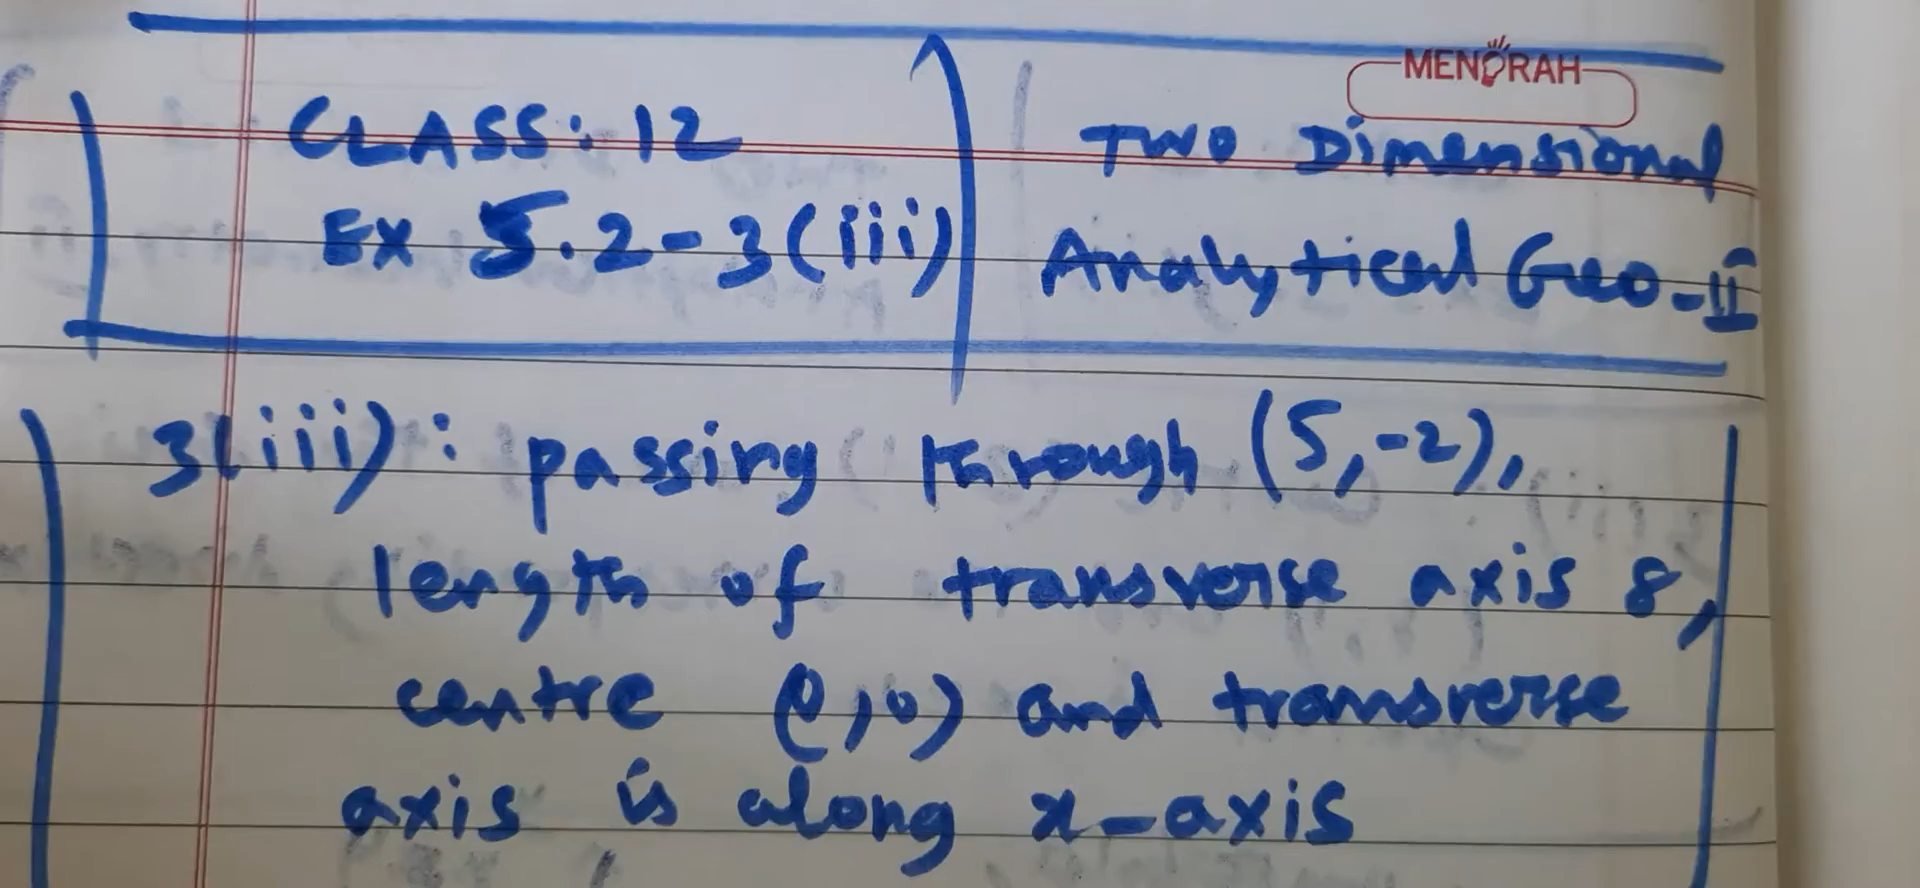 MENORAH
CLASS: 12
EX 5.2-3(iii)
Two Dimensional
Analytical Geo-II
3(iii): passing through (5,-2),
length of transverse axis 8,
centre (0,0) and transverse
axis is along x-axis